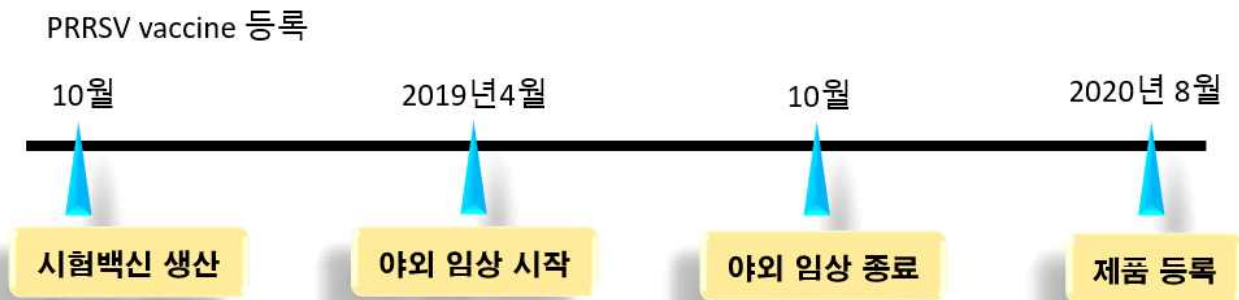 PRRSV vaccine 등록
10월
2019년4월
10월
2020년 8월
시험백신 생산
야외 임상 시작
야외 임상 종료
제품 등록